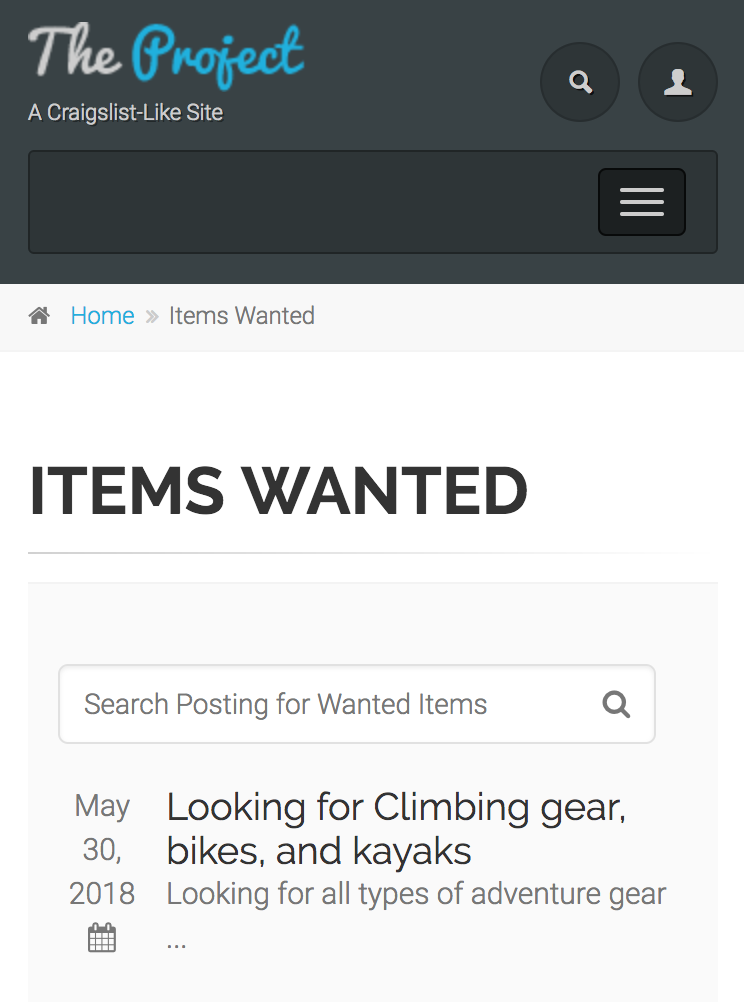 The Project
A Craigslist-Like Site
Home » Items Wanted
ITEMS WANTED
Search Posting for Wanted Items
May
30,
2018
Looking for Climbing gear,
bikes, and kayaks
Looking for all types of adventure gear
...